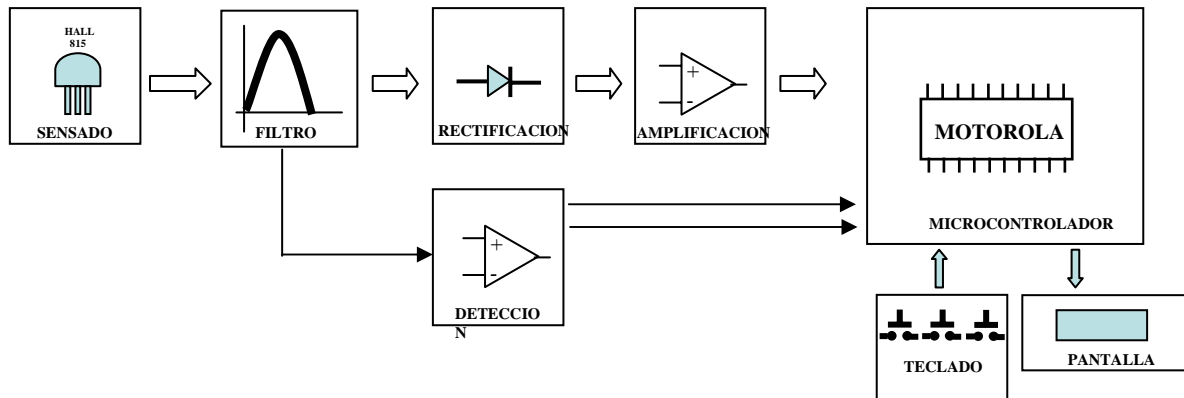 HALL
815
SENSADO
FILTRO
RECTIFICACION
+
-
AMPLIFICACION
MOTOROLA
MICROCONTROLADOR
+
-
DETECCIO
N
TECLADO
PANTALLA